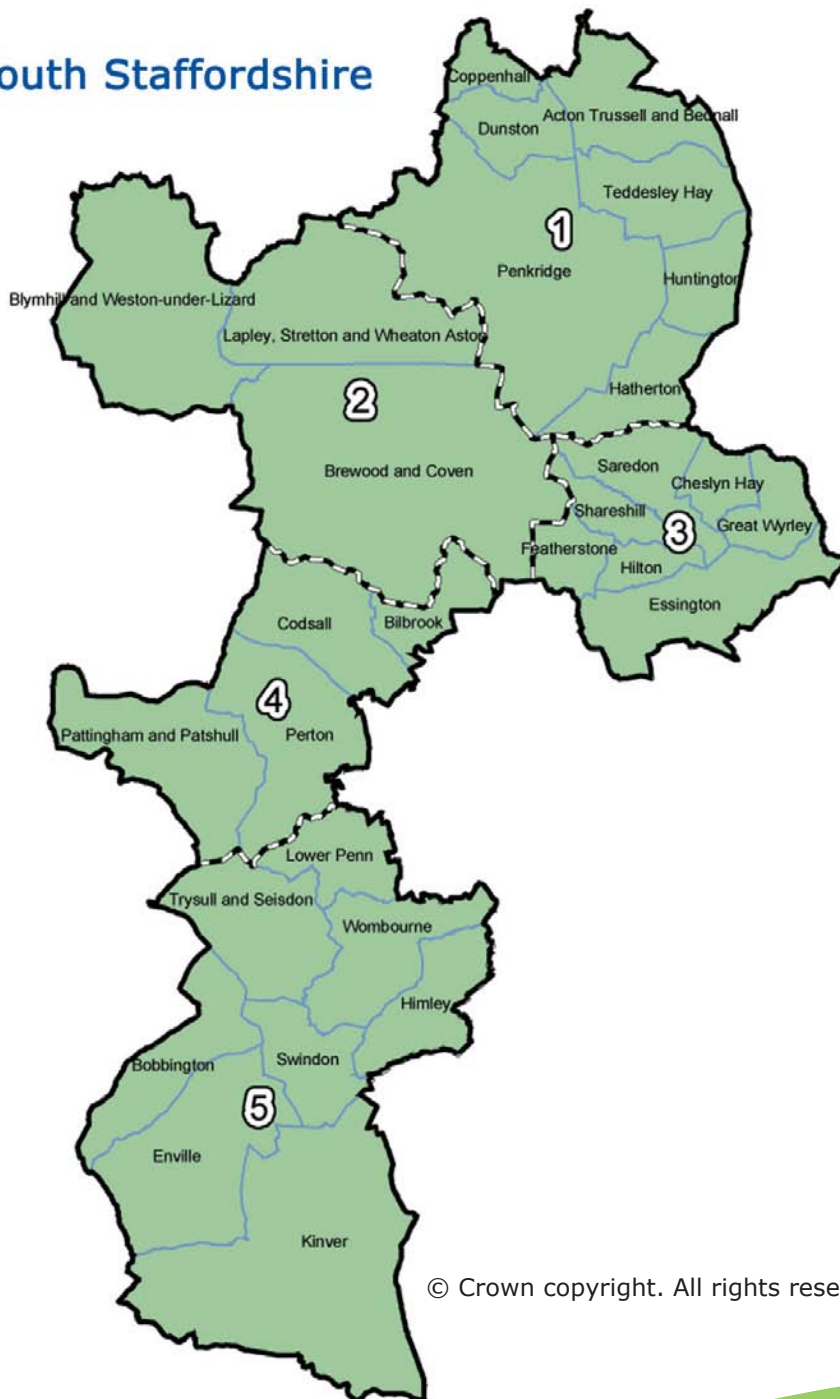 outh Staffordshire
Coppenhall
Acton Trussell and Bednall
Dunston
Teddesley Hay
1
Penkridge
Huntington
Blymhill and Weston-under-Lizard
Lapley, Stretton and Wheaton Aston
Hatherton
2
Brewood and Coven
Saredon
Cheslyn Hay
Shareshill
3
Great Wyrley
Featherstone
Hilton
Essington
Codsall
Bilbrook
4
Pattingham and Patshull
Perton
Lower Penn
Trysull and Seisdon
Wombourne
Himley
Bobbington
Swindon
5
Enville
Kinver
© Crown copyright. All rights rese